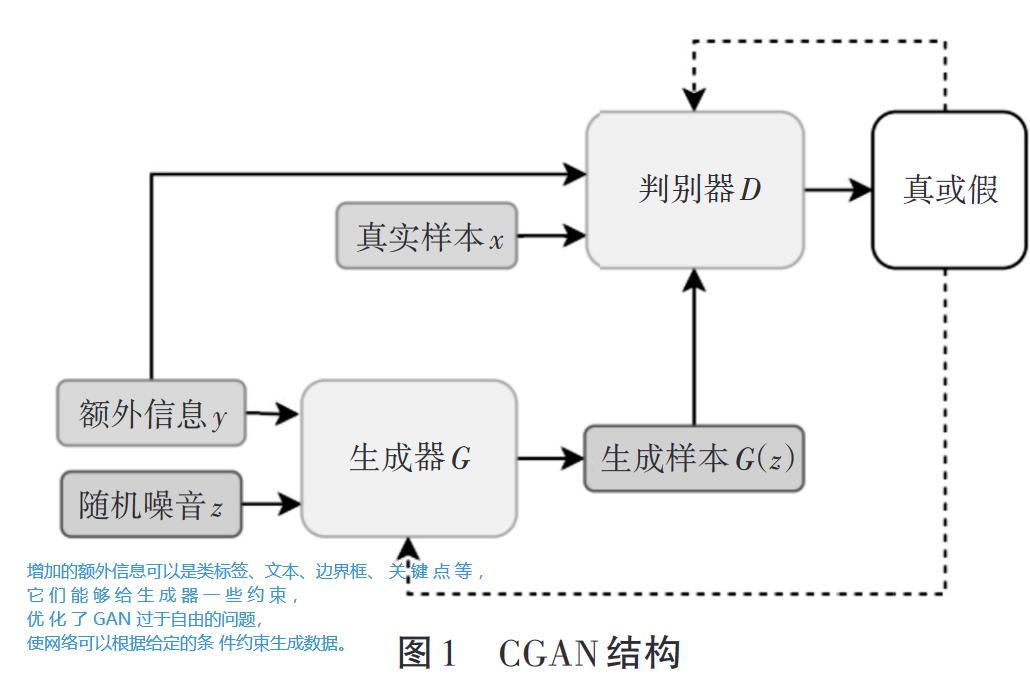 判别器 D
真或假
真实样本 x
额外信息 y
生成器 G
生成样本 G(z)
随机噪音 z
增加的额外信息可以是类标签、文本、边界框、 关 键 点 等 ，
它 们 能 够 给 生 成 器 一 些 约 束 ，
优 化 了 GAN 过于自由的问题，
使网络可以根据给定的条 件约束生成数据。
图 1 CGAN 结构